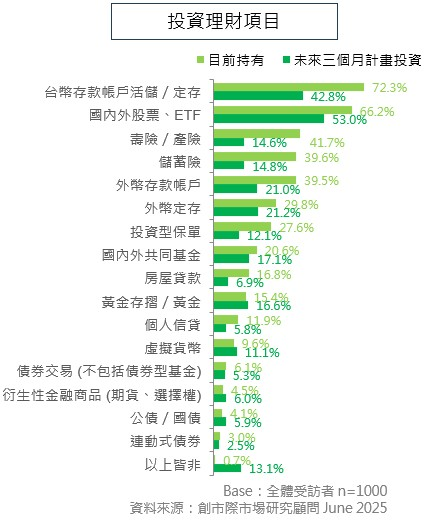 投資理財項目
目前持有 未來三個月計畫投資
台幣存款帳戶活儲 / 定存 72.3% 42.8%
國內外股票、ETF 66.2% 53.0%
壽險 / 產險 41.7% 14.6%
儲蓄險 39.6% 14.8%
外幣存款帳戶 39.5% 21.0%
外幣定存 29.8% 21.2%
投資型保單 27.6% 12.1%
國內外共同基金 20.6% 17.1%
房屋貸款 16.8% 6.9%
黃金存摺 / 黃金 15.4% 16.6%
個人信貸 11.9% 5.8%
虛擬貨幣 9.6% 11.1%
債券交易 (不包括債券型基金) 6.1% 5.3%
衍生性金融商品 (期貨、選擇權) 4.5% 6.0%
公債 / 國債 4.1% 5.9%
連動式債券 3.0% 2.5%
以上皆非 0.7% 13.1%
Base：全體受訪者 n=1000
資料來源：創市際市場研究顧問 June 2025